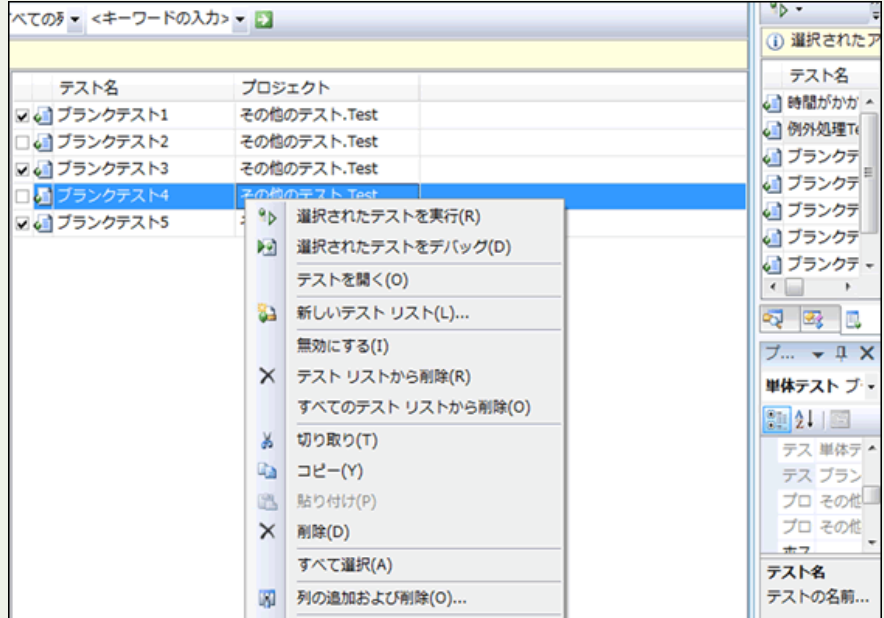 べての列 <キーワードの入力>
テスト名 プロジェクト
ブランクテスト1 その他のテスト.Test
ブランクテスト2 その他のテスト.Test
ブランクテスト3 その他のテスト.Test
ブランクテスト4 その他のテスト.Test
ブランクテスト5
選択されたテストを実行(R)
選択されたテストをデバッグ(D)
テストを開く(O)
新しいテスト リスト(L)...
無効にする(I)
テスト リストから削除(R)
すべてのテスト リストから削除(O)
切り取り(T)
コピー(Y)
貼り付け(P)
削除(D)
すべて選択(A)
列の追加および削除(O)...
選択されたア
テスト名
時間がかか
例外処理Te
ブランクテ
ブランクテ
ブランクテ
ブランクテ
ブランクテ
プ...
単体テスト ブ
テス 単体テ
テス ブラン
プロ その他
プロ その他
ホス
テスト名
テストの名前...